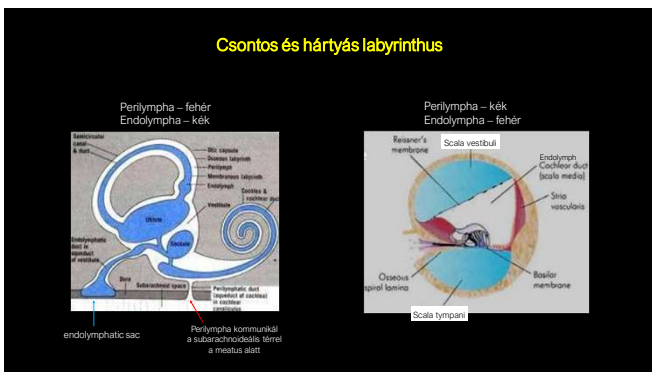 Csontos és hártyás labyrinthus
Perilympha – fehér
Endolympha – kék
Perilympha – kék
Endolympha – fehér
Semicircular
canal
& duct
Otic capsule
Osseous labyrinth
Perilymph
Membranous labyrinth
Endolymph
Cochlea &
cochlear duct
Vestibule
Utricle
Saccule
Endolymphatic
duct in
aqueduct
of vestibule
Dura
Subarachnoid space
Perilymphatic duct
(aqueduct of cochlea)
in cochlear
canaliculus
endolymphatic sac
Perilympha kommunikál
a subarachnoideális térrel
a meatus alatt
Reissner's
membrane
Scala vestibuli
Endolymph
Cochlear duct
(scala media)
Stria
vascularis
Osseous
spiral lamina
Basilar
membrane
Scala tympani